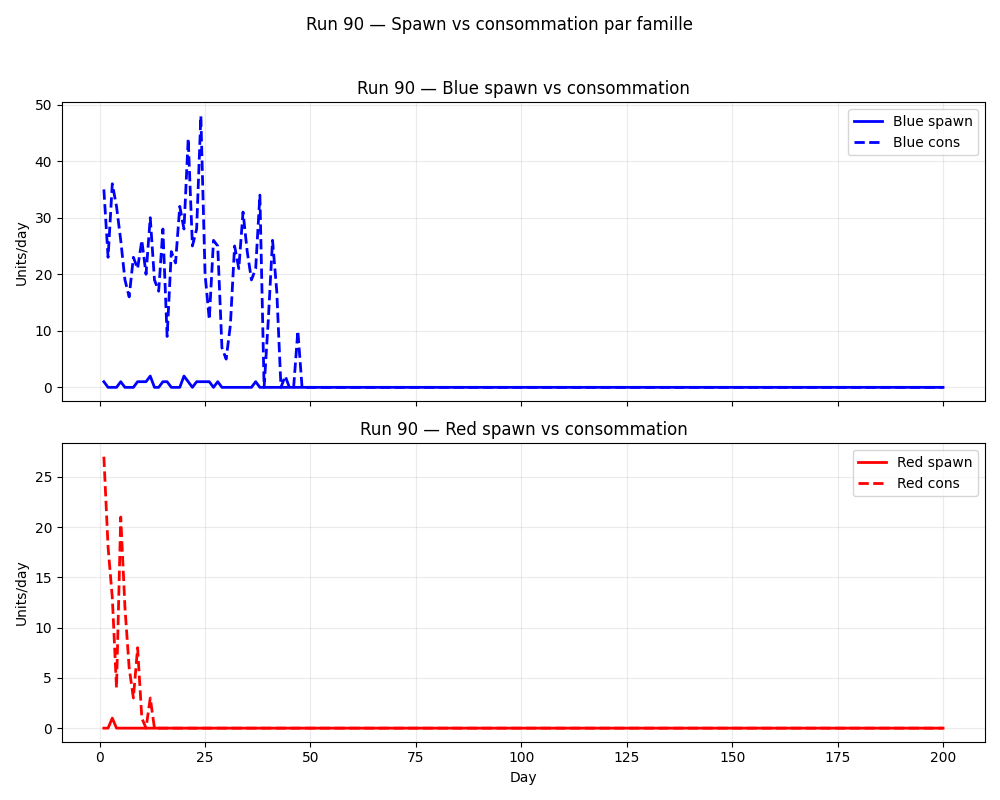 Run 90 — Spawn vs consommation par famille
Run 90 — Blue spawn vs consommation
50
40
30
20
10
0
Units/day
Blue spawn
Blue cons
Run 90 — Red spawn vs consommation
25
20
15
10
5
0
Units/day
Red spawn
Red cons
0 25 50 75 100 125 150 175 200
Day